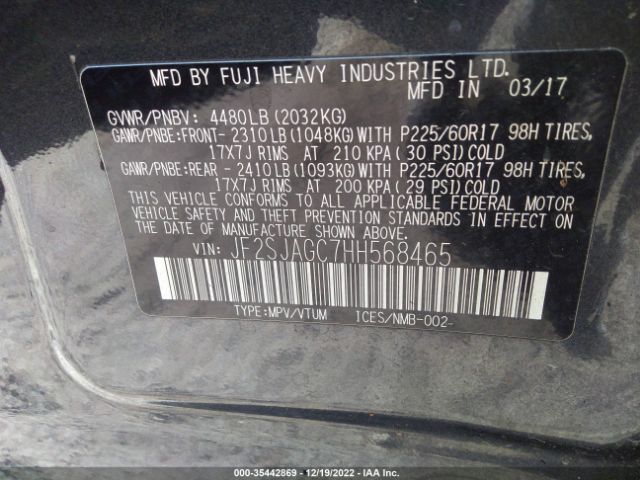 MFD BY FUJI HEAVY INDUSTRIES LTD.
MFD IN 03/17
GVWR/PNBV: 4480LB(2032KG)
GAWR/PNBE:FRONT-2310LB(1048KG)WITH P225/60R17 98H TIRES,
17X7J RIMS AT 210 KPA(30 PSI)COLD
GAWR/PNBE:REAR -2410LB(1093KG)WITH P225/60R17 98H TIRES,
17X7J RIMS AT 200 KPA(29 PSI)COLD
THIS VEHICLE CONFORMS TO ALL APPLICABLE FEDERAL MOTOR
VEHICLE SAFETY AND THEFT PREVENTION STANDARDS IN EFFECT ON
THE DATE OF MANUFACTURE SHOWN ABOVE.
VIN: JF2SJAGC7HH568465
TYPE:MPV/VTUM ICES/NMB-002
000-35442869 - 12/19/2022 - IAA Inc.